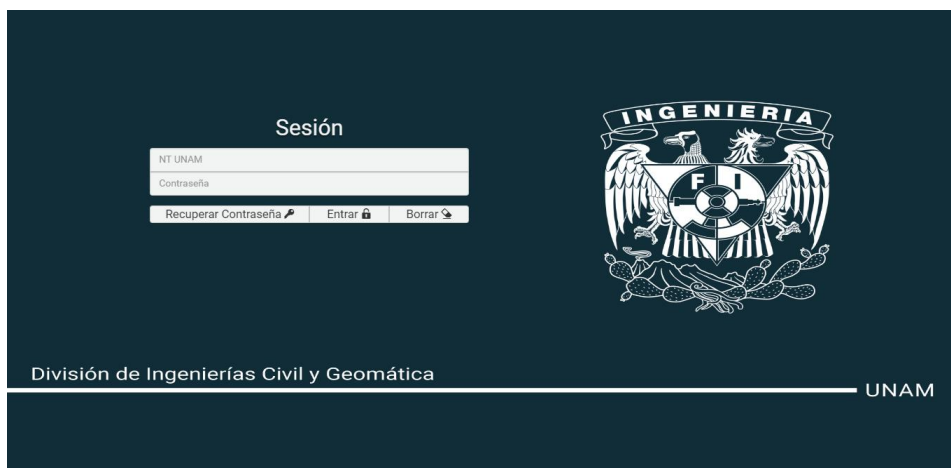 Sesión
NT UNAM
Contraseña
Recuperar Contraseña Entrar Borrar
INGENIERIA
F I
División de Ingenierías Civil y Geomática
UNAM